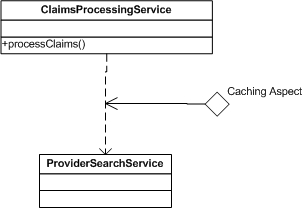 ClaimsProcessingService
+processClaims()
Caching Aspect
ProviderSearchService